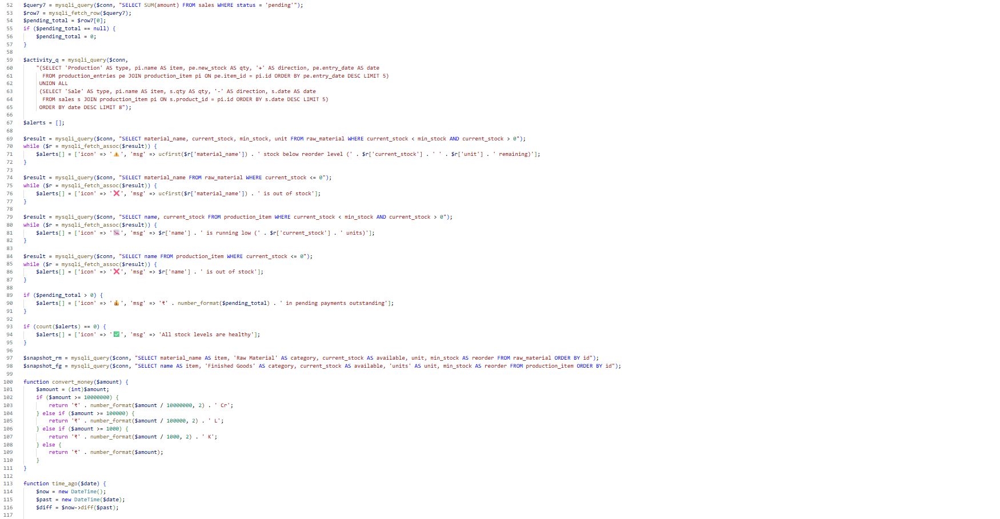 52 $query7 = mysqli_query($conn, "SELECT SUM(amount) FROM sales WHERE status = 'pending'");
53 $row7 = mysqli_fetch_row($query7);
54 $pending_total = $row7[0];
55 if ($pending_total == null) {
56     $pending_total = 0;
57 }
58
59 $activity_q = mysqli_query($conn,
60     "(SELECT 'Production' AS type, pi.name AS item, pe.new_stock AS qty, '+' AS direction, pe.entry_date AS date
61       FROM production_entries pe JOIN production_item pi ON pe.item_id = pi.id ORDER BY pe.entry_date DESC LIMIT 5)
62      UNION ALL
63      (SELECT 'Sale' AS type, pi.name AS item, s.qty AS qty, '-' AS direction, s.date AS date
64       FROM sales s JOIN production_item pi ON s.product_id = pi.id ORDER BY s.date DESC LIMIT 5)
65      ORDER BY date DESC LIMIT 8");
66
67 $alerts = [];
68
69 $result = mysqli_query($conn, "SELECT material_name, current_stock, min_stock, unit FROM raw_material WHERE current_stock < min_stock AND current_stock > 0");
70 while ($r = mysqli_fetch_assoc($result)) {
71     $alerts[] = ['icon' => '⚠️', 'msg' => ucfirst($r['material_name']) . ' stock below reorder level (' . $r['current_stock'] . ' ' . $r['unit'] . ' remaining)'];
72 }
73
74 $result = mysqli_query($conn, "SELECT material_name FROM raw_material WHERE current_stock <= 0");
75 while ($r = mysqli_fetch_assoc($result)) {
76     $alerts[] = ['icon' => '❌', 'msg' => ucfirst($r['material_name']) . ' is out of stock'];
77 }
78
79 $result = mysqli_query($conn, "SELECT name, current_stock FROM production_item WHERE current_stock < min_stock AND current_stock > 0");
80 while ($r = mysqli_fetch_assoc($result)) {
81     $alerts[] = ['icon' => '📉', 'msg' => $r['name'] . ' is running low (' . $r['current_stock'] . ' units)'];
82 }
83
84 $result = mysqli_query($conn, "SELECT name FROM production_item WHERE current_stock <= 0");
85 while ($r = mysqli_fetch_assoc($result)) {
86     $alerts[] = ['icon' => '❌', 'msg' => $r['name'] . ' is out of stock'];
87 }
88
89 if ($pending_total > 0) {
90     $alerts[] = ['icon' => '💰', 'msg' => '₹' . number_format($pending_total) . ' in pending payments outstanding'];
91 }
92
93 if (count($alerts) == 0) {
94     $alerts[] = ['icon' => '✅', 'msg' => 'All stock levels are healthy'];
95 }
96
97 $snapshot_rm = mysqli_query($conn, "SELECT material_name AS item, 'Raw Material' AS category, current_stock AS available, unit, min_stock AS reorder FROM raw_material ORDER BY id");
98 $snapshot_fg = mysqli_query($conn, "SELECT name AS item, 'Finished Goods' AS category, current_stock AS available, 'units' AS unit, min_stock AS reorder FROM production_item ORDER BY id");
99
100 function convert_money($amount) {
101     $amount = (int)$amount;
102     if ($amount >= 10000000) {
103         return '₹' . number_format($amount / 10000000, 2) . ' Cr';
104     } else if ($amount >= 100000) {
105         return '₹' . number_format($amount / 100000, 2) . ' L';
106     } else if ($amount >= 1000) {
107         return '₹' . number_format($amount / 1000, 2) . ' K';
108     } else {
109         return '₹' . number_format($amount);
110     }
111 }
112
113 function time_ago($date) {
114     $now = new DateTime();
115     $past = new DateTime($date);
116     $diff = $now->diff($past);
117